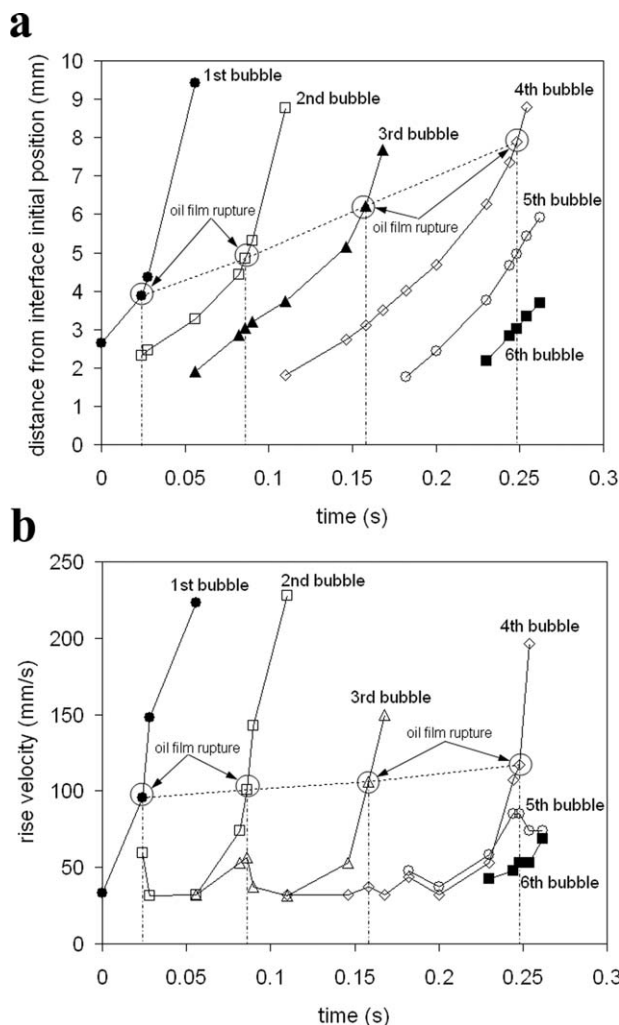 a
distance from interface initial position (mm)
10
9
8
7
6
5
4
3
2
1
0
1st bubble
2nd bubble
3rd bubble
4th bubble
5th bubble
6th bubble
oil film rupture
oil film rupture
0 0.05 0.1 0.15 0.2 0.25 0.3
time (s)
b
rise velocity (mm/s)
250
200
150
100
50
0
1st bubble
2nd bubble
3rd bubble
4th bubble
5th bubble
6th bubble
oil film rupture
oil film rupture
0 0.05 0.1 0.15 0.2 0.25 0.3
time (s)